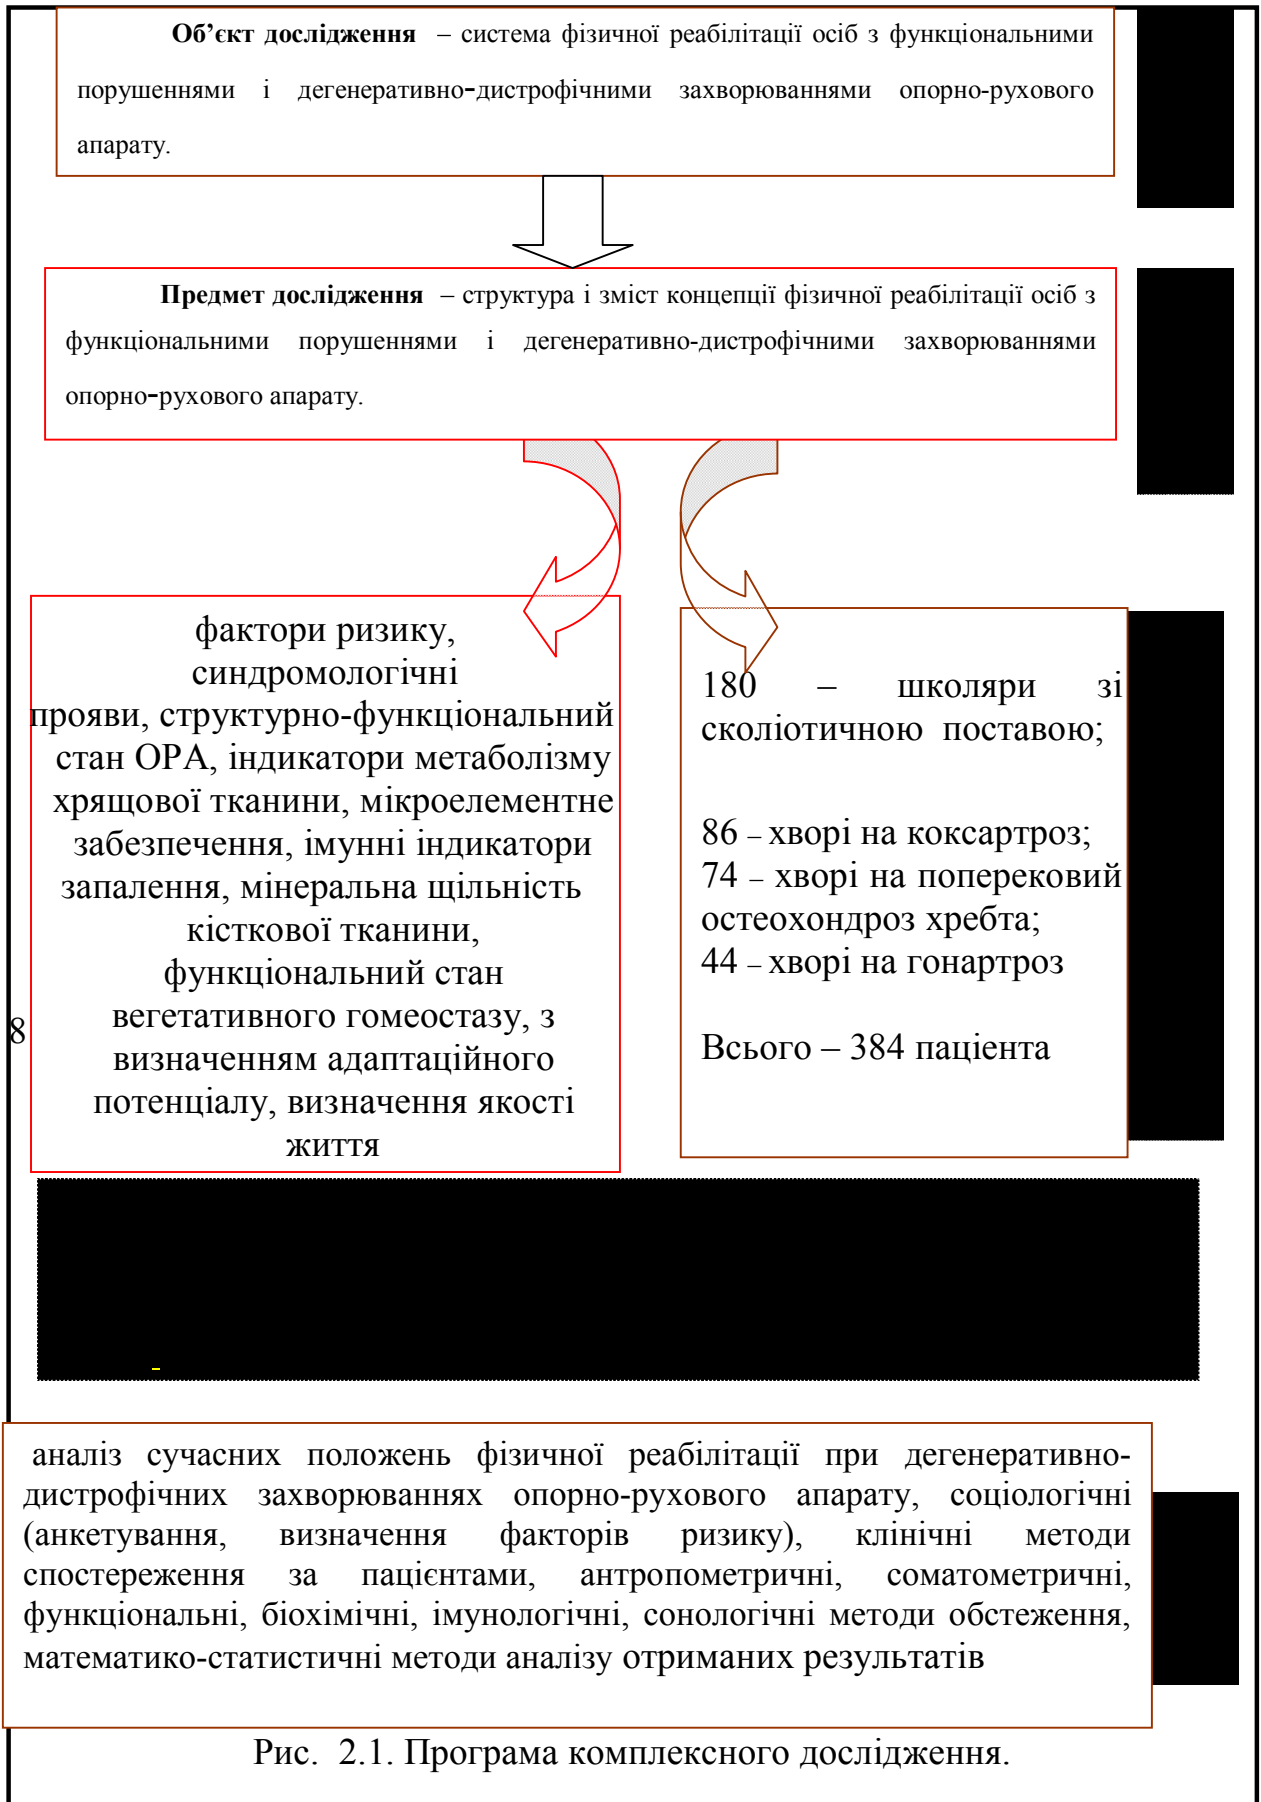 Об’єкт дослідження – система фізичної реабілітації осіб з функціональними
порушеннями і дегенеративно-дистрофічними захворюваннями опорно-рухового
апарату.
Предмет дослідження – структура і зміст концепції фізичної реабілітації осіб з
функціональними порушеннями і дегенеративно-дистрофічними захворюваннями
опорно-рухового апарату.
фактори ризику,
синдромологічні
прояви, структурно-функціональний
стан ОРА, індикатори метаболізму
хрящової тканини, мікроелементне
забезпечення, імунні індикатори
запалення, мінеральна щільність
кісткової тканини,
функціональний стан
вегетативного гомеостазу, з
визначенням адаптаційного
потенціалу, визначення якості
життя
8
180 – школяри зі
сколіотичною поставою;
86 – хворі на коксартроз;
74 – хворі на поперековий
остеохондроз хребта;
44 – хворі на гонартроз
Всього – 384 паціента
аналіз сучасних положень фізичної реабілітації при дегенеративно-
дистрофічних захворюваннях опорно-рухового апарату, соціологічні
(анкетування, визначення факторів ризику), клінічні методи
спостереження за пацієнтами, антропометричні, соматометричні,
функціональні, біохімічні, імунологічні, сонологічні методи обстеження,
математико-статистичні методи аналізу отриманих результатів
Рис. 2.1. Програма комплексного дослідження.